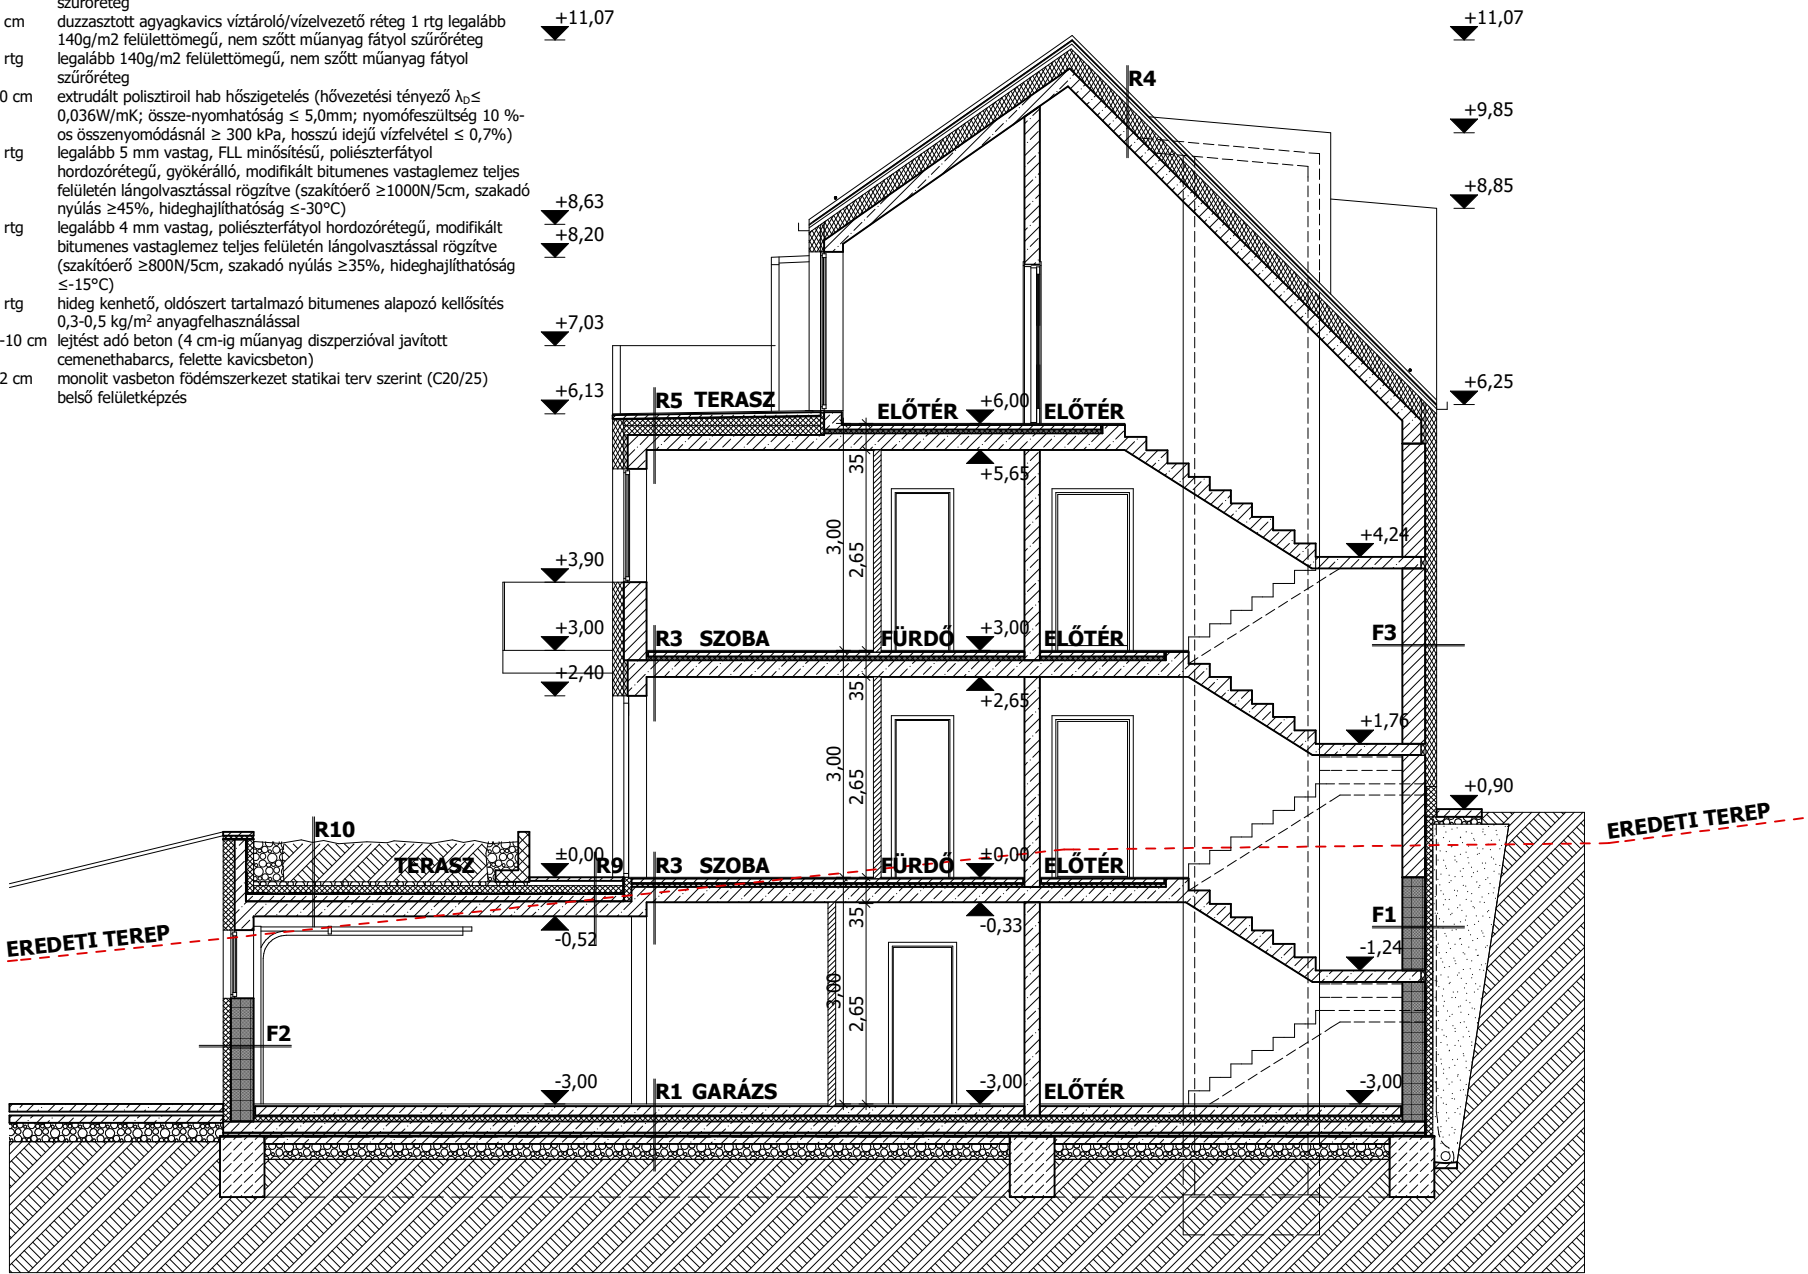 szűrőréteg
cm duzzasztott agyagkavics víztároló/vízelvezető réteg 1 rtg legalább
140g/m2 felülettömegű, nem szőtt műanyag fátyol szűrőréteg
rtg legalább 140g/m2 felülettömegű, nem szőtt műanyag fátyol
szűrőréteg
0 cm extrudált polisztiroil hab hőszigetelés (hővezetési tényező λD≤
0,036W/mK; össze-nyomhatóság ≤ 5,0mm; nyomófeszültség 10 %-
os összenyomódásnál ≥ 300 kPa, hosszú idejű vízfelvétel ≤ 0,7%)
rtg legalább 5 mm vastag, FLL minősítésű, poliészterfátyol
hordozórétegű, gyökérálló, modifikált bitumenes vastaglemez teljes
felületén lángolvasztással rögzítve (szakítóerő ≥1000N/5cm, szakadó
nyúlás ≥45%, hideghajlíthatóság ≤-30°C)
rtg legalább 4 mm vastag, poliészterfátyol hordozórétegű, modifikált
bitumenes vastaglemez teljes felületén lángolvasztással rögzítve
(szakítóerő ≥800N/5cm, szakadó nyúlás ≥35%, hideghajlíthatóság
≤-15°C)
rtg hideg kenhető, oldószert tartalmazó bitumenes alapozó kellősítés
0,3-0,5 kg/m² anyagfelhasználással
-10 cm lejtést adó beton (4 cm-ig műanyag diszperzióval javított
cemenethabarcs, felette kavicsbeton)
2 cm monolit vasbeton födémszerkezet statikai terv szerint (C20/25)
belső felületképzés
+11,07 +11,07
R4
+9,85
+8,85
+8,63
+8,20
+7,03
+6,13 +6,25
R5 TERASZ ELŐTÉR +6,00 ELŐTÉR
35 +5,65
3,00 2,65
+4,24
+3,90
+3,00 R3 SZOBA FÜRDŐ +3,00 ELŐTÉR F3
+2,40 35 +2,65
+1,76
3,00 2,65
+0,90
EREDETI TEREP
R10
TERASZ +0,00 R9 R3 SZOBA FÜRDŐ +0,00 ELŐTÉR
EREDETI TEREP -0,52 35 -0,33 F1
-1,24
3,00 2,65
F2
-3,00 R1 GARÁZS -3,00 ELŐTÉR -3,00